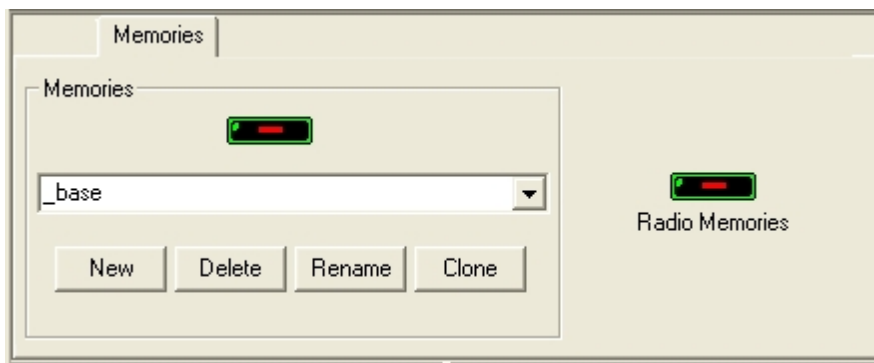 Memories
Memories
_base
Radio Memories
New
Delete
Rename
Clone